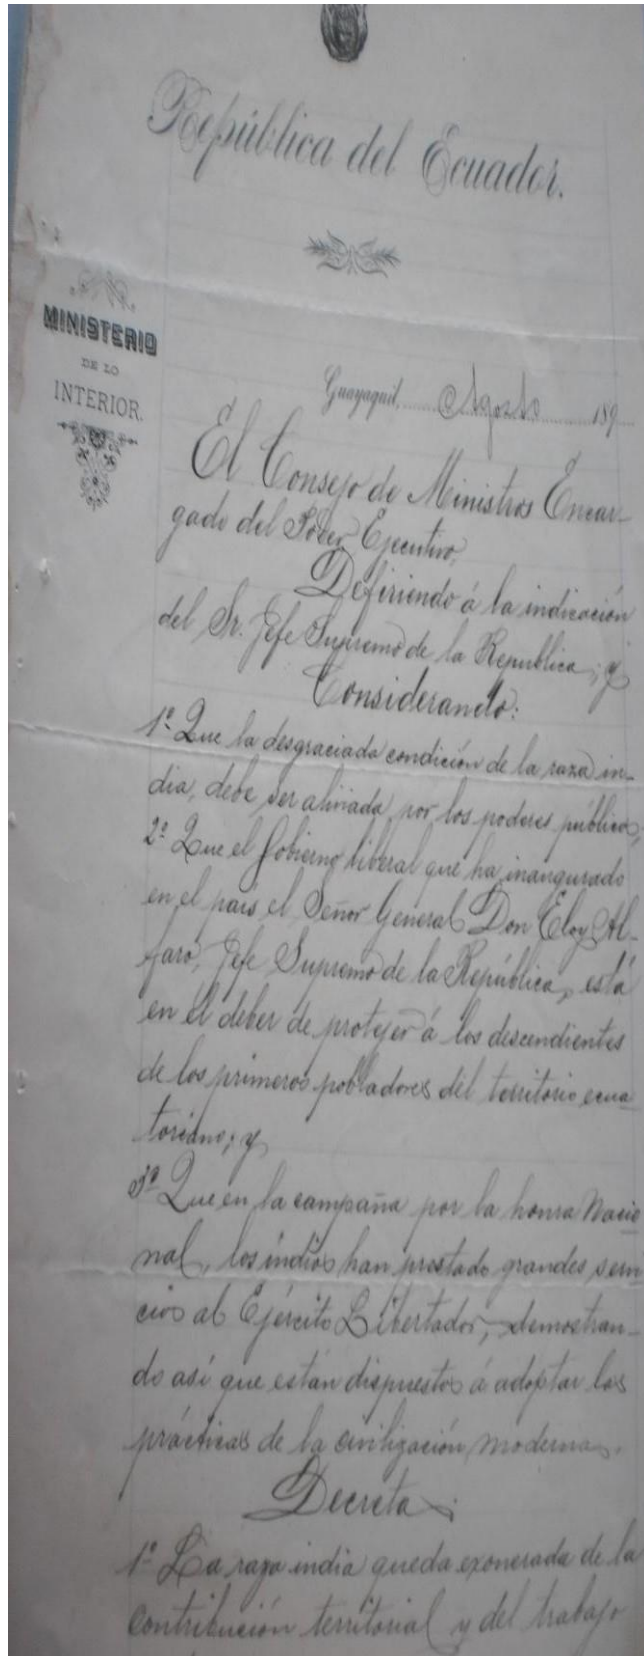 República del Ecuador.
MINISTERIO
DE LO
INTERIOR.
Guayaquil, Agosto 189
El Consejo de Ministros Encar-
gado del Poder Ejecutivo,
Defiriendo á la indicación
del Sr. Jefe Supremo de la Republica; y
Considerando:
1º Que la desgraciada condición de la raza in-
dia, debe ser aliviada por los poderes públicos,
2º Que el Gobierno liberal que ha inaugurado
en el país el Señor General Don Eloy Al-
faro, Jefe Supremo de la República, está
en el deber de protejer á los descendientes
de los primeros pobladores del territorio ecua-
toriano; y
3º Que en la campaña por la honra Nacio
nal, los indios han prestado grandes servi
cios al Ejército Libertador, demostran-
do así que están dispuestos á adoptar las
prácticas de la civilización moderna.
Decreta:
1º La raza india queda exonerada de la
contribución territorial y del trabajo